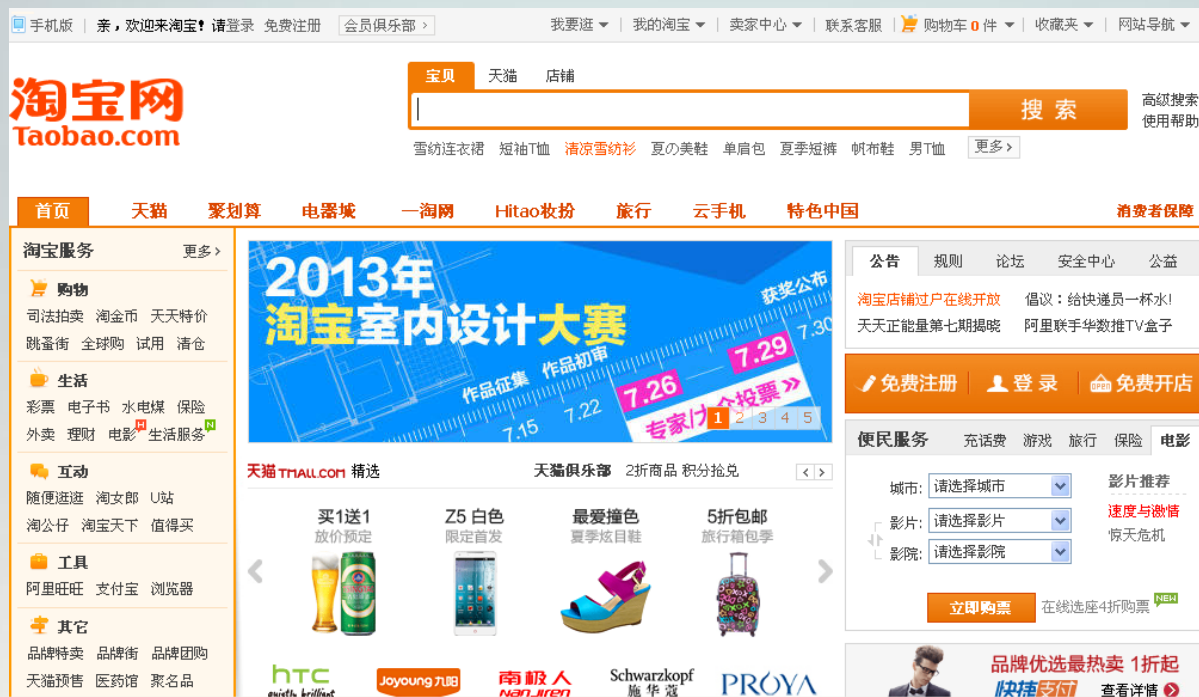 手机版 亲，欢迎来淘宝！请登录 免费注册 会员俱乐部 我要逛 我的淘宝 卖家中心 联系客服 购物车 0 件 收藏夹 网站导航
淘宝网
Taobao.com
宝贝 天猫 店铺
搜 索
高级搜索
使用帮助
雪纺连衣裙 短袖T恤 清凉雪纺衫 夏の美鞋 单肩包 夏季短裤 帆布鞋 男T恤 更多
首页 天猫 聚划算 电器城 一淘网 Hitao妆扮 旅行 云手机 特色中国 消费者保障
淘宝服务 更多
购物
司法拍卖 淘金币 天天特价
跳蚤街 全球购 试用 清仓
生活
彩票 电子书 水电煤 保险
外卖 理财 电影 H 生活服务 N
互动
随便逛逛 淘女郎 U站
淘公仔 淘宝天下 值得买
工具
阿里旺旺 支付宝 浏览器
其它
品牌特卖 品牌街 品牌团购
天猫预售 医药馆 聚名品
2013年
淘宝室内设计大赛
作品征集 作品初审 获奖公布
7.15 7.22 7.26 7.29 7.30
专家/大众投票
1 2 3 4 5
天猫TMALL.COM 精选 天猫俱乐部 2折商品 积分抢兑
买1送1 Z5 白色 最爱撞色 5折包邮
放价预定 限定首发 夏季炫目鞋 旅行箱包季
hTC
quietly brilliant
Joyoung 九阳
南极人
NanJiren
Schwarzkopf
施华蔻
PROYA
公告 规则 论坛 安全中心 公益
淘宝店铺过户在线开放 倡议：给快递员一杯水!
天天正能量第七期揭晓 阿里联手华数推TV盒子
免费注册 登 录 OPEN 免费开店
便民服务 充话费 游戏 旅行 保险 电影
城市: 请选择城市 影片推荐
影片: 请选择影片 速度与激情
影院: 请选择影院 惊天危机
立即购票 在线选座4折购票 NEW
品牌优选最热卖 1折起
快捷支付 查看详情